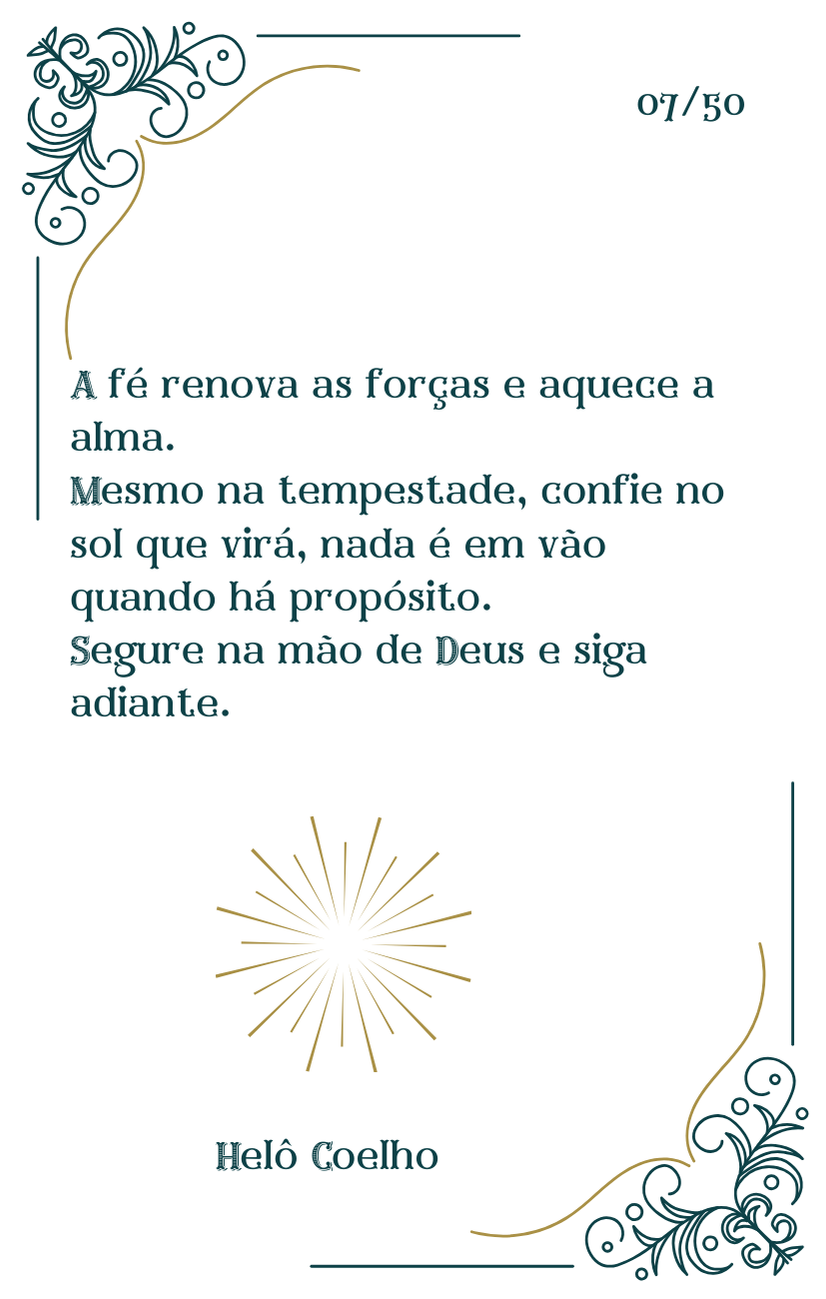 07/50
A fé renova as forças e aquece a
alma.
Mesmo na tempestade, confie no
sol que virá, nada é em vão
quando há propósito.
Segure na mão de Deus e siga
adiante.
Helô Coelho